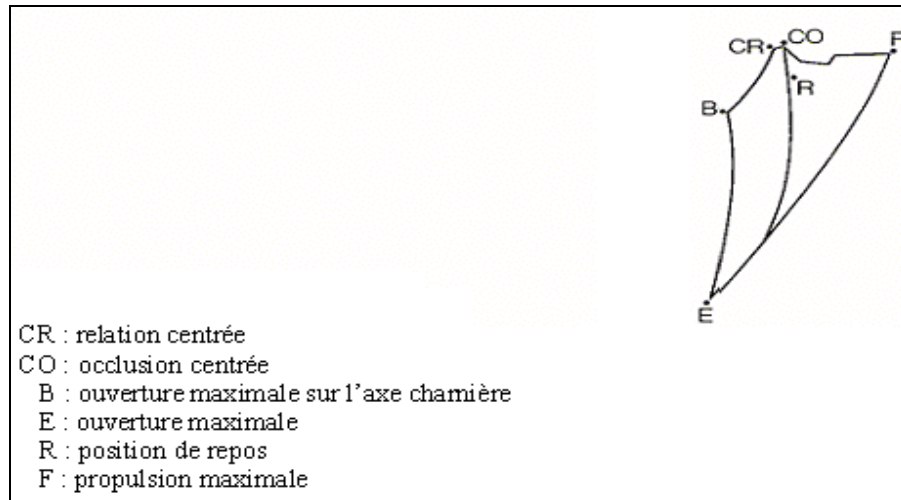 CO
CR
F
R
B
E
CR : relation centrée
CO : occlusion centrée
B : ouverture maximale sur l'axe charnière
E : ouverture maximale
R : position de repos
F : propulsion maximale